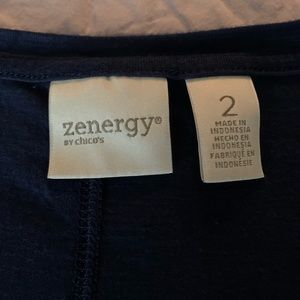 zenergy®
BY chico's
2
MADE IN
INDONESIA
HECHO EN
INDONESIA
FABRIQUÉ EN
INDONÉSIE